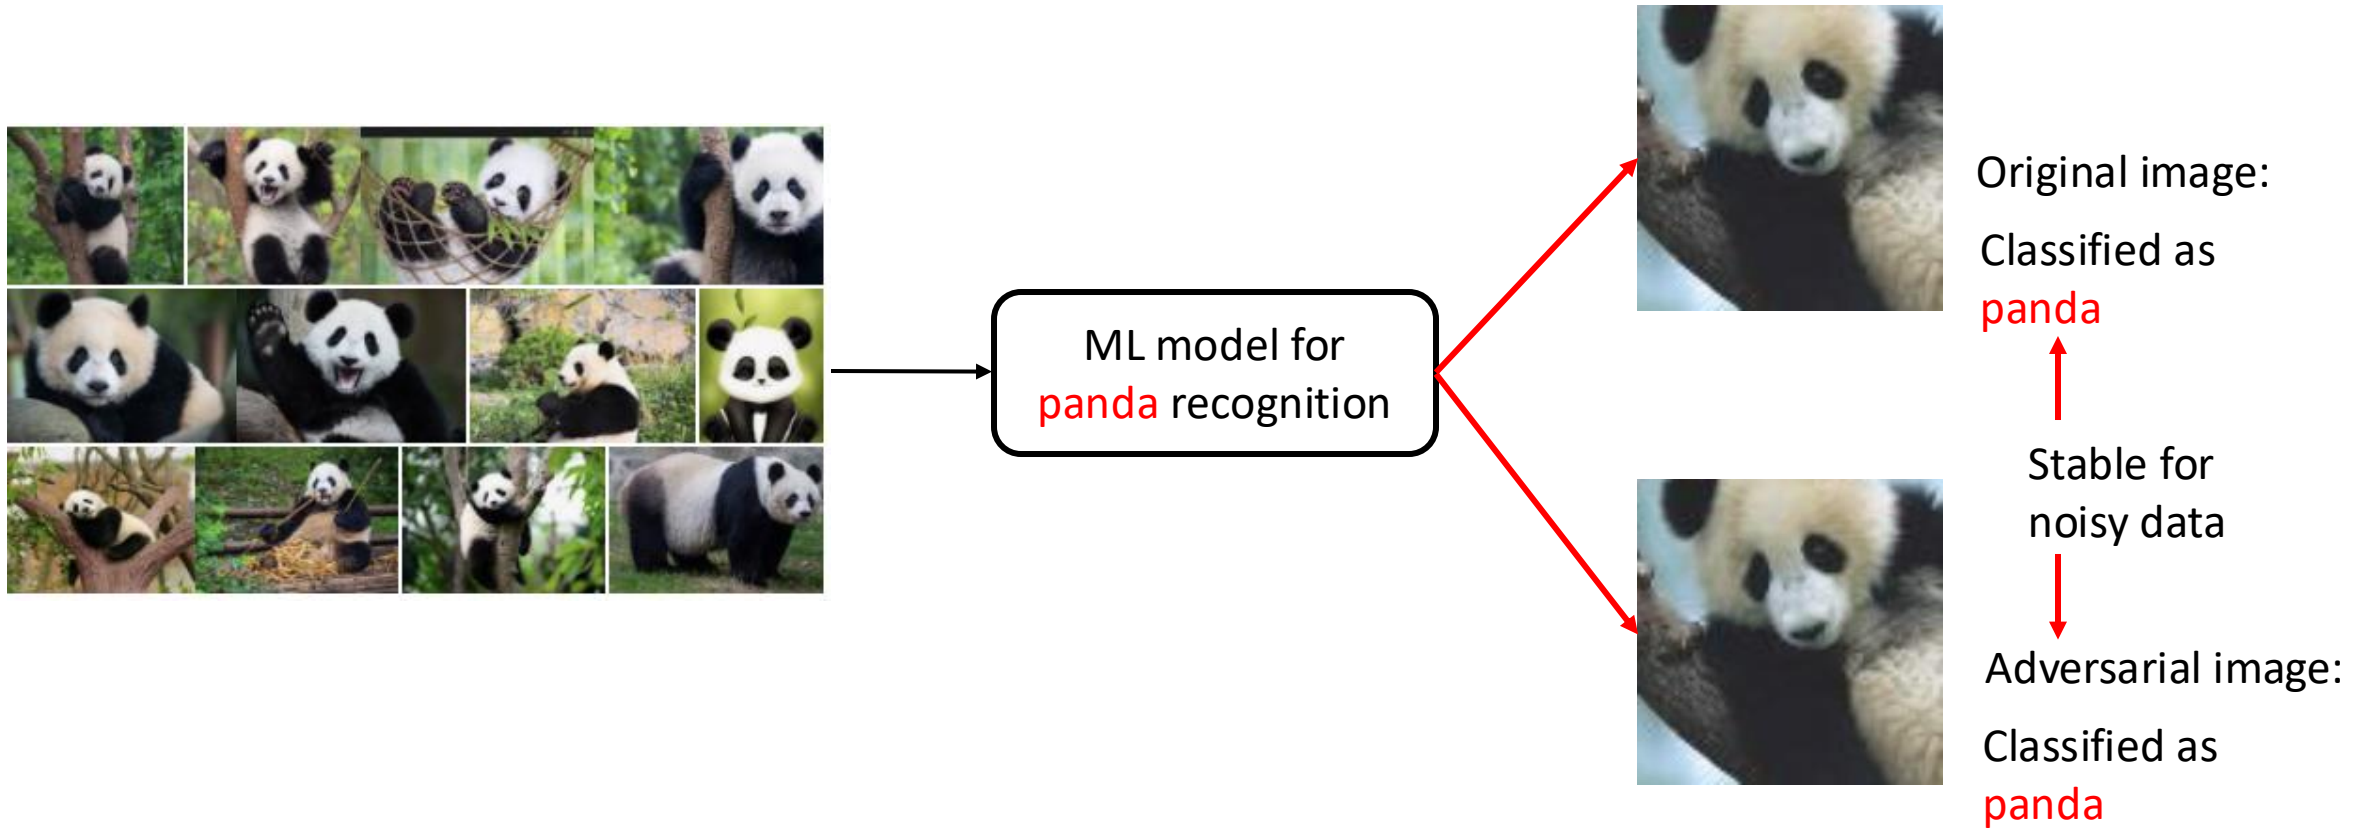 ML model for
panda recognition
Original image:
Classified as
panda
Stable for
noisy data
Adversarial image:
Classified as
panda